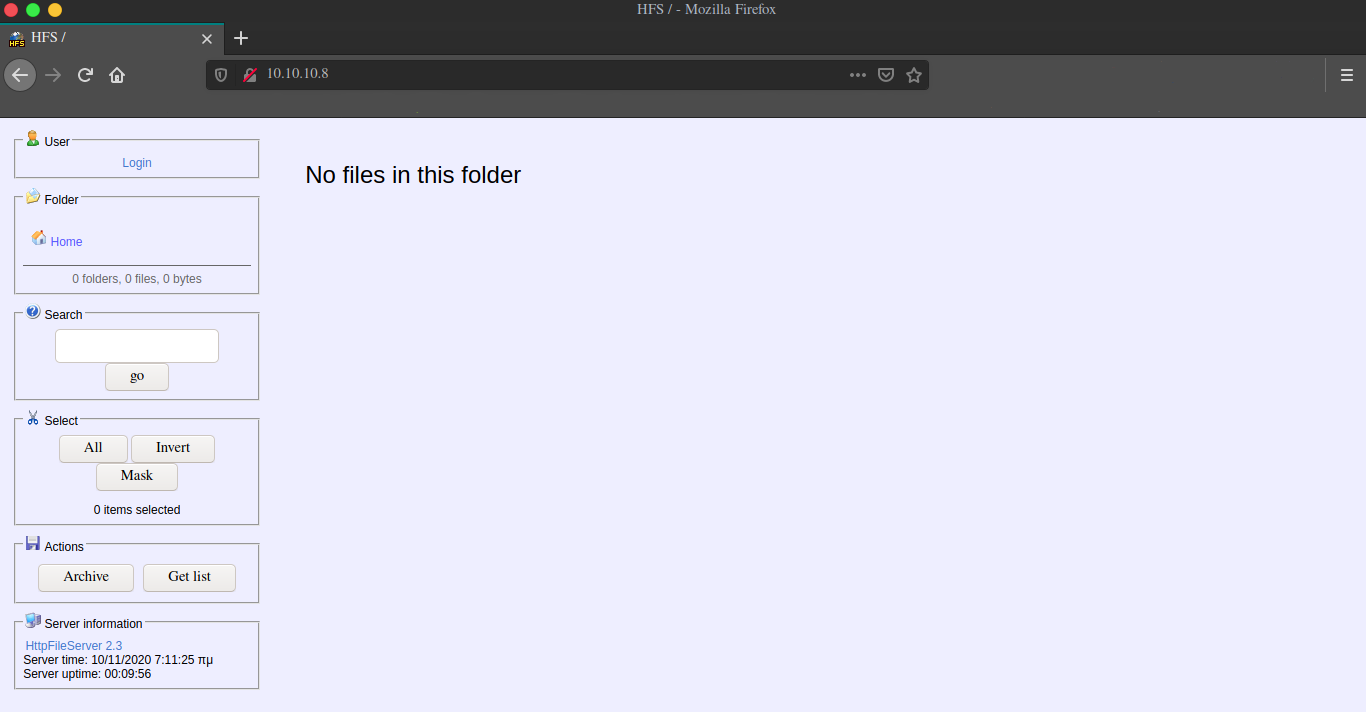 HFS / - Mozilla Firefox
HFS
HFS /
10.10.10.8
User
Login
No files in this folder
Folder
Home
0 folders, 0 files, 0 bytes
Search
go
Select
All Invert
Mask
0 items selected
Actions
Archive Get list
Server information
HttpFileServer 2.3
Server time: 10/11/2020 7:11:25 πμ
Server uptime: 00:09:56